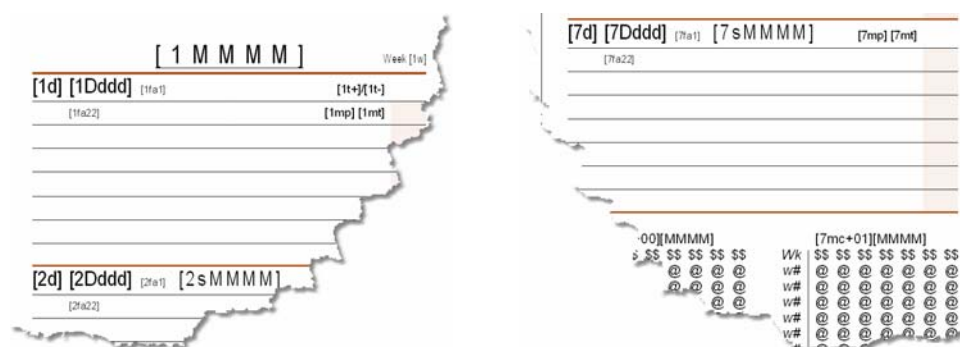 [ 1 M M M M ]
Week [1w]
[1d] [1Dddd] [1fa1] [1t+]/[1t-]
[1fa22] [1mp] [1mt]
[2d] [2Dddd] [2fa1] [2sMMMM]
[2fa22]
[7d] [7Dddd] [7fa1] [7sMMMM] [7mp] [7mt]
[7fa22]
00][MMMM]
$$ $$ $$ $$ $$
@ @ @ @
@ @ @ @
@ @
[7mc+01][MMMM]
Wk $$ $$ $$ $$ $$ $$ $$
w# @ @ @ @ @ @ @
w# @ @ @ @ @ @ @
w# @ @ @ @ @ @ @
w# @ @ @ @ @ @ @
w# @ @ @ @ @ @ @